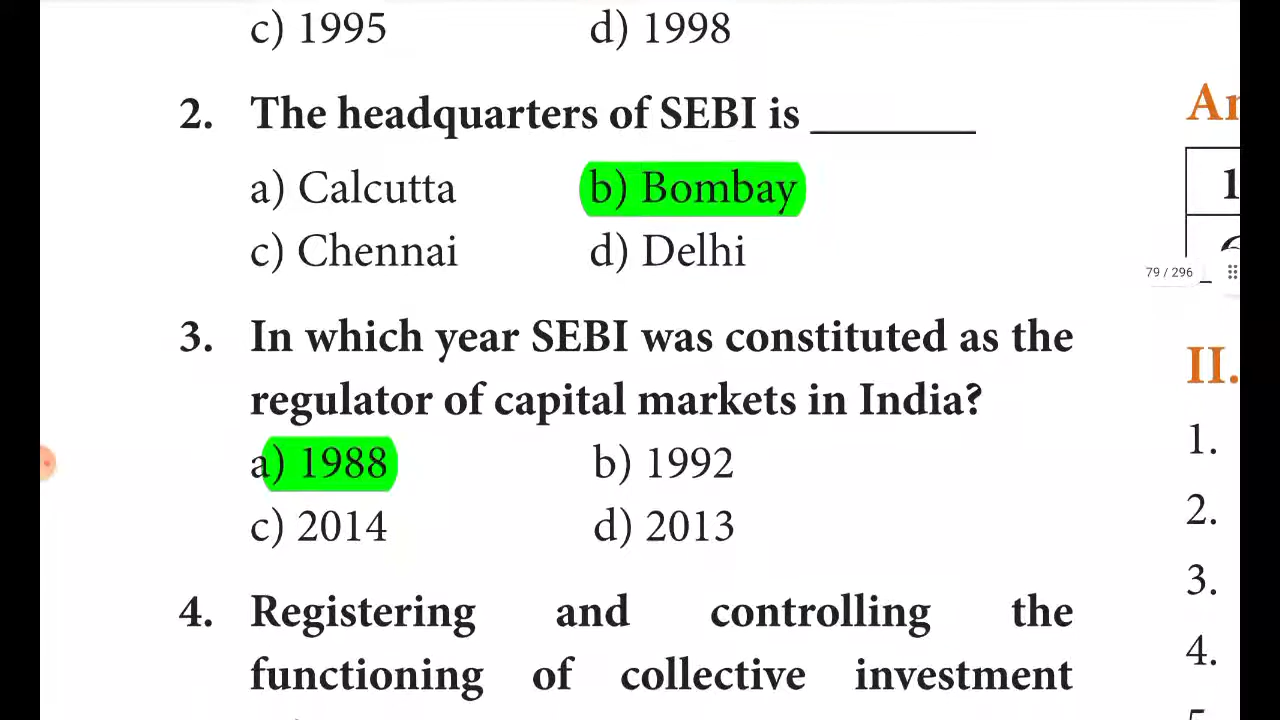 c) 1995 d) 1998
2. The headquarters of SEBI is ________
a) Calcutta b) Bombay
c) Chennai d) Delhi
3. In which year SEBI was constituted as the
regulator of capital markets in India?
a) 1988 b) 1992
c) 2014 d) 2013
4. Registering and controlling the
functioning of collective investment
1
79 / 296
II.
1.
2.
3.
4.